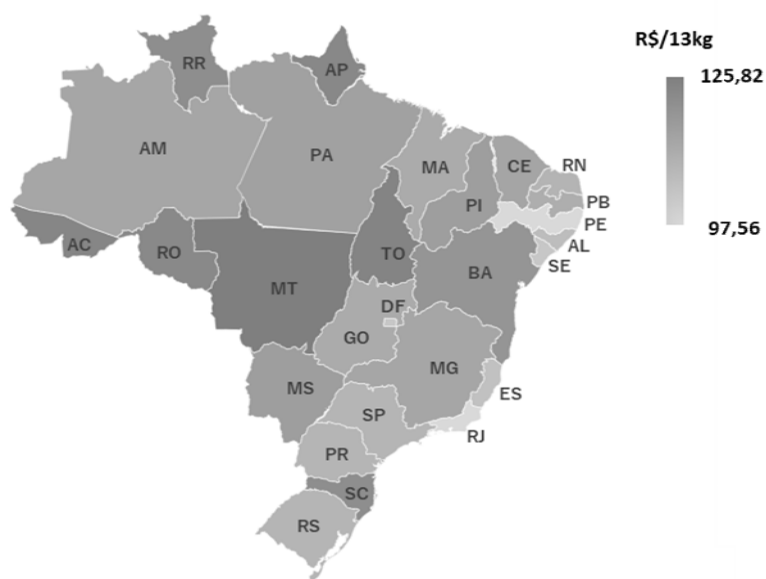 R$/13kg
125,82
97,56
RR
AP
AM
PA
MA
CE
RN
PI
PB
PE
AL
SE
AC
RO
TO
BA
MT
DF
GO
MG
MS
ES
SP
RJ
PR
SC
RS